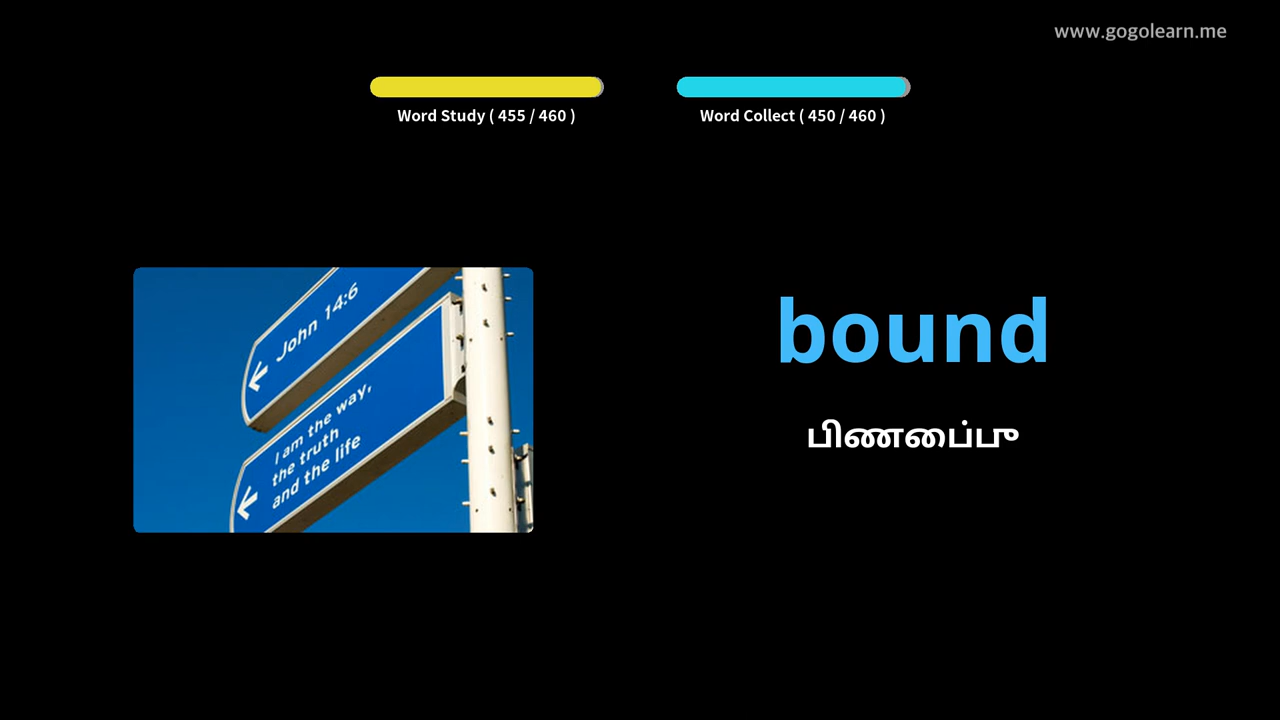 www.gogolearn.me
Word Study ( 455 / 460 )
Word Collect ( 450 / 460 )
John 14:6
I am the way,
the truth
and the life
bound
பிணைப்பு